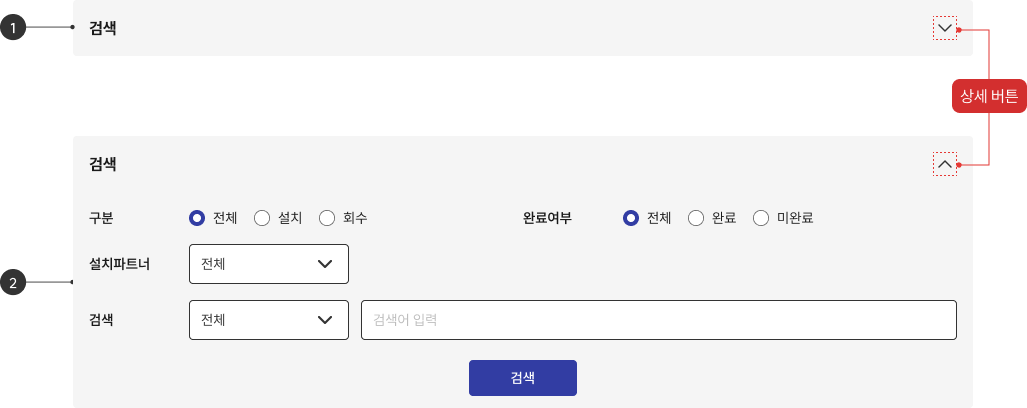 1 검색
상세 버튼
검색
구분 전체 설치 회수 완료여부 전체 완료 미완료
설치파트너 전체
2
검색 전체 검색어 입력
검색